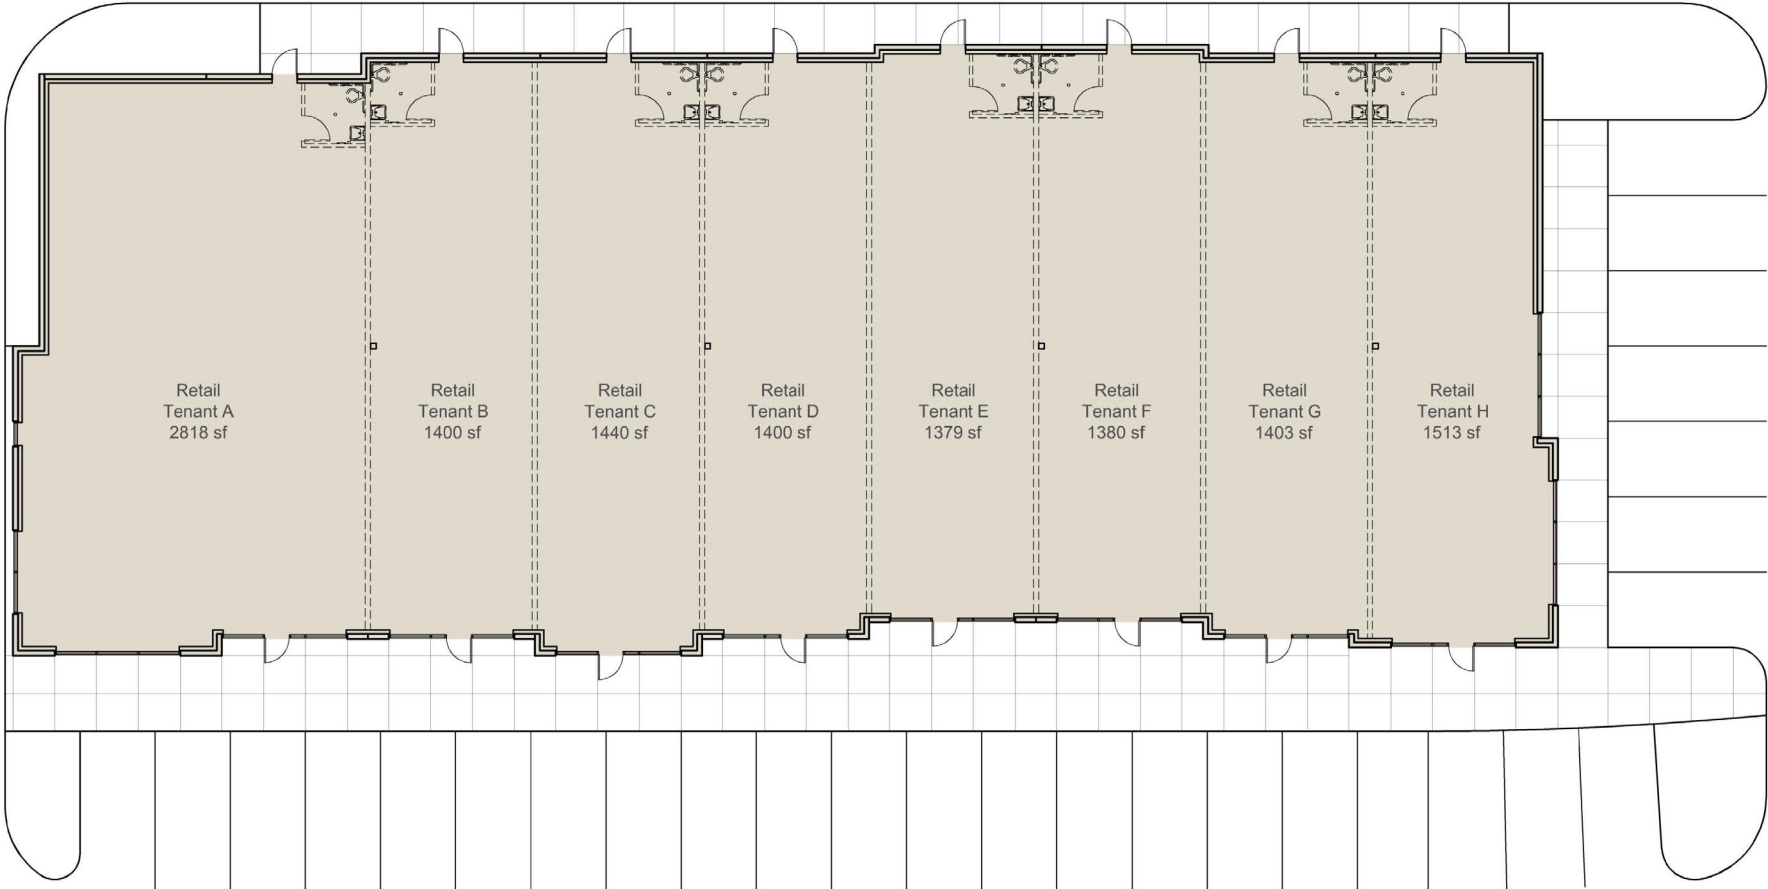 Retail
Tenant A
2818 sf
Retail
Tenant B
1400 sf
Retail
Tenant C
1440 sf
Retail
Tenant D
1400 sf
Retail
Tenant E
1379 sf
Retail
Tenant F
1380 sf
Retail
Tenant G
1403 sf
Retail
Tenant H
1513 sf